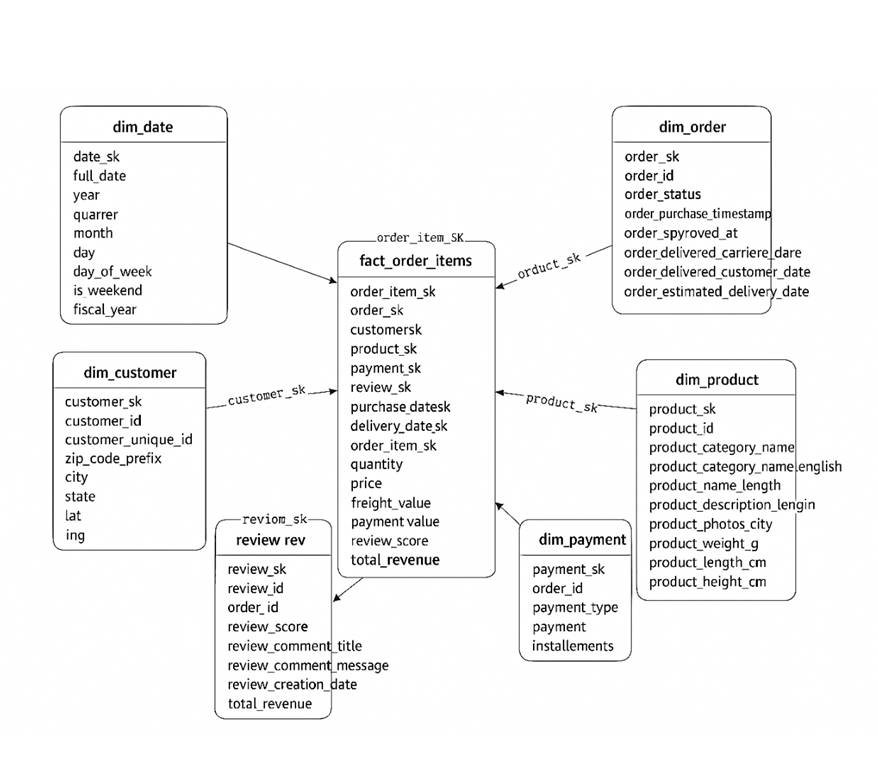 dim_date
date_sk
full_date
year
quarrer
month
day
day_of_week
is_weekend
fiscal_year
dim_order
order_sk
order_id
order_status
order_purchase_timestamp
order_spyroved_at
order_delivered_carriere_dare
order_delivered_customer_date
order_estimated_delivery_date
order_item_SK
fact_order_items
order_item_sk
order_sk
customersk
product_sk
payment_sk
review_sk
purchase_datesk
delivery_date_sk
order_item_sk
quantity
price
freight_value
payment value
review_score
total_revenue
orduct_sk
dim_customer
customer_sk
customer_id
customer_unique_id
zip_code_prefix
city
state
lat
ing
customer_sk
product_sk
dim_product
product_sk
product_id
product_category_name
product_category_name.english
product_name_length
product_description_lengin
product_photos_city
product_weight_g
product_length_cm
product_height_cm
reviom_sk
review rev
review_sk
review_id
order_id
review_score
review_comment_title
review_comment_message
review_creation_date
total_revenue
dim_payment
payment_sk
order_id
payment_type
payment
installements